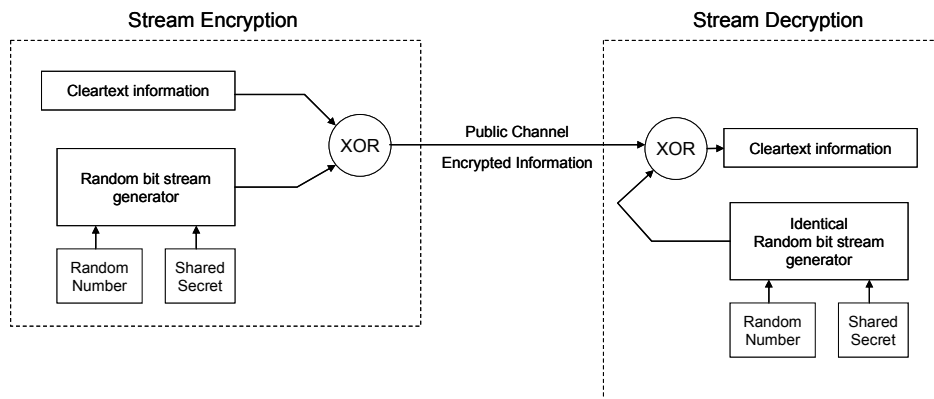 Stream Encryption
Cleartext information
XOR
Random bit stream
generator
Random
Number
Shared
Secret
Public Channel
Encrypted Information
Stream Decryption
XOR
Cleartext information
Identical
Random bit stream
generator
Random
Number
Shared
Secret